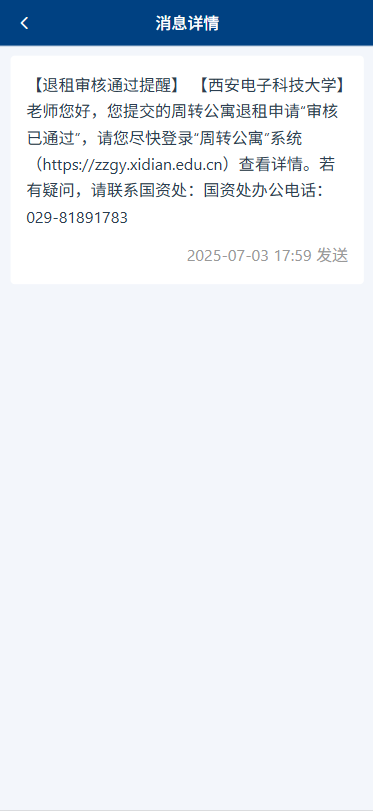 消息详情
【退租审核通过提醒】 【西安电子科技大学】
老师您好，您提交的周转公寓退租申请“审核
已通过”，请您尽快登录“周转公寓”系统
（https://zzgy.xidian.edu.cn）查看详情。若
有疑问，请联系国资处：国资处办公电话：
029-81891783
2025-07-03 17:59 发送